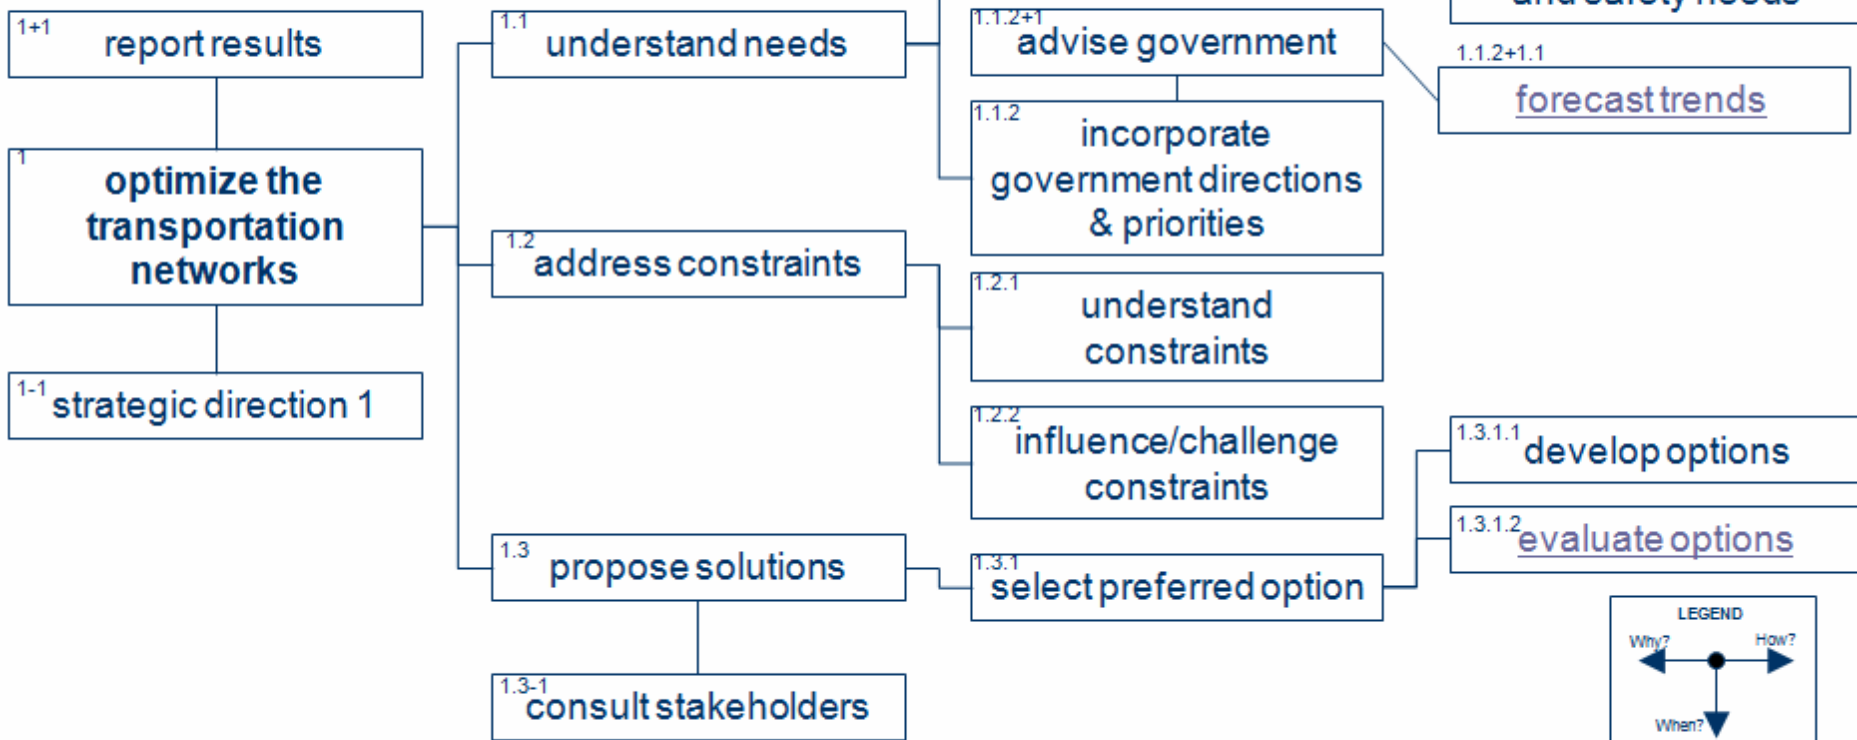 and safety needs
1+1
report results
1.1
understand needs
1.1.2+1
advise government
1.1.2+1.1
forecast trends
1.1.2
incorporate
government directions
& priorities
1
optimize the
transportation
networks
1.2
address constraints
1.2.1
understand
constraints
1-1
strategic direction 1
1.2.2
influence/challenge
constraints
1.3.1.1
develop options
1.3.1.2
evaluate options
1.3
propose solutions
1.3.1
select preferred option
1.3-1
consult stakeholders
LEGEND
Why?
How?
When?